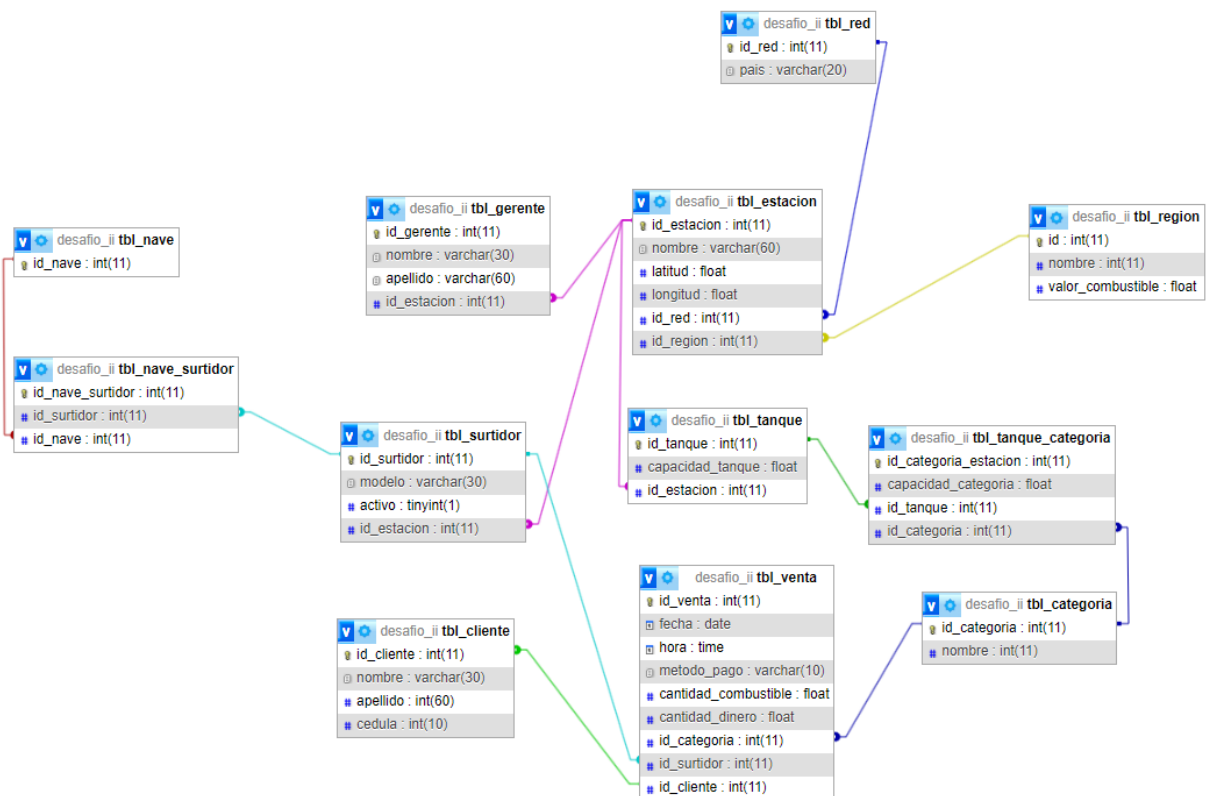 desafio_ii tbl_red
id_red : int(11)
pais : varchar(20)
desafio_ii tbl_gerente
id_gerente : int(11)
nombre : varchar(30)
apellido : varchar(60)
id_estacion : int(11)
desafio_ii tbl_estacion
id_estacion : int(11)
nombre : varchar(60)
latitud : float
longitud : float
id_red : int(11)
id_region : int(11)
desafio_ii tbl_region
id : int(11)
nombre : int(11)
valor_combustible : float
desafio_ii tbl_nave
id_nave : int(11)
desafio_ii tbl_nave_surtidor
id_nave_surtidor : int(11)
id_surtidor : int(11)
id_nave : int(11)
desafio_ii tbl_surtidor
id_surtidor : int(11)
modelo : varchar(30)
activo : tinyint(1)
id_estacion : int(11)
desafio_ii tbl_tanque
id_tanque : int(11)
capacidad_tanque : float
id_estacion : int(11)
desafio_ii tbl_tanque_categoria
id_categoria_estacion : int(11)
capacidad_categoria : float
id_tanque : int(11)
id_categoria : int(11)
desafio_ii tbl_cliente
id_cliente : int(11)
nombre : varchar(30)
apellido : int(60)
cedula : int(10)
desafio_ii tbl_venta
id_venta : int(11)
fecha : date
hora : time
metodo_pago : varchar(10)
cantidad_combustible : float
cantidad_dinero : float
id_categoria : int(11)
id_surtidor : int(11)
id_cliente : int(11)
desafio_ii tbl_categoria
id_categoria : int(11)
nombre : int(11)